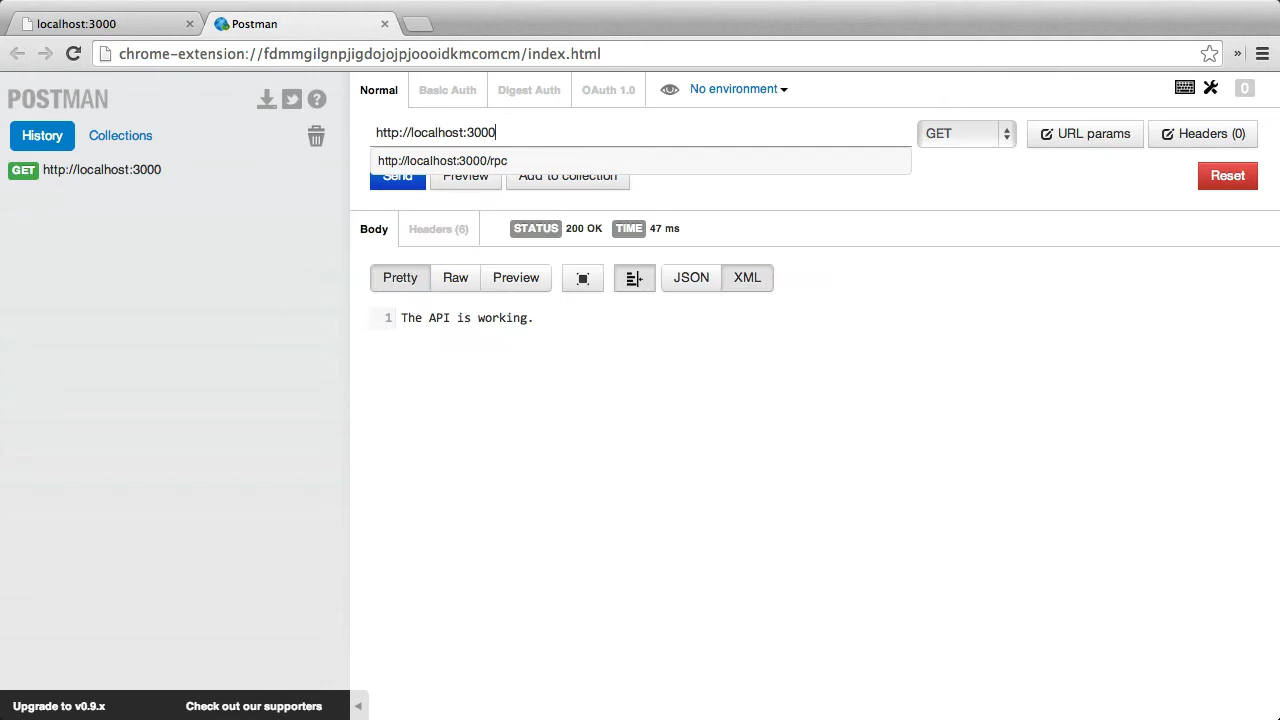 localhost:3000
Postman
chrome-extension://fdmmgilgnpjigdojojpjoooidkmcomcm/index.html
POSTMAN
History
Collections
GET http://localhost:3000
Normal
Basic Auth
Digest Auth
OAuth 1.0
No environment
0
http://localhost:3000
GET
URL params
Headers (0)
http://localhost:3000/rpc
Send
Preview
Add to collection
Reset
Body
Headers (6)
STATUS 200 OK TIME 47 ms
Pretty
Raw
Preview
JSON
XML
1 The API is working.
Upgrade to v0.9.x
Check out our supporters